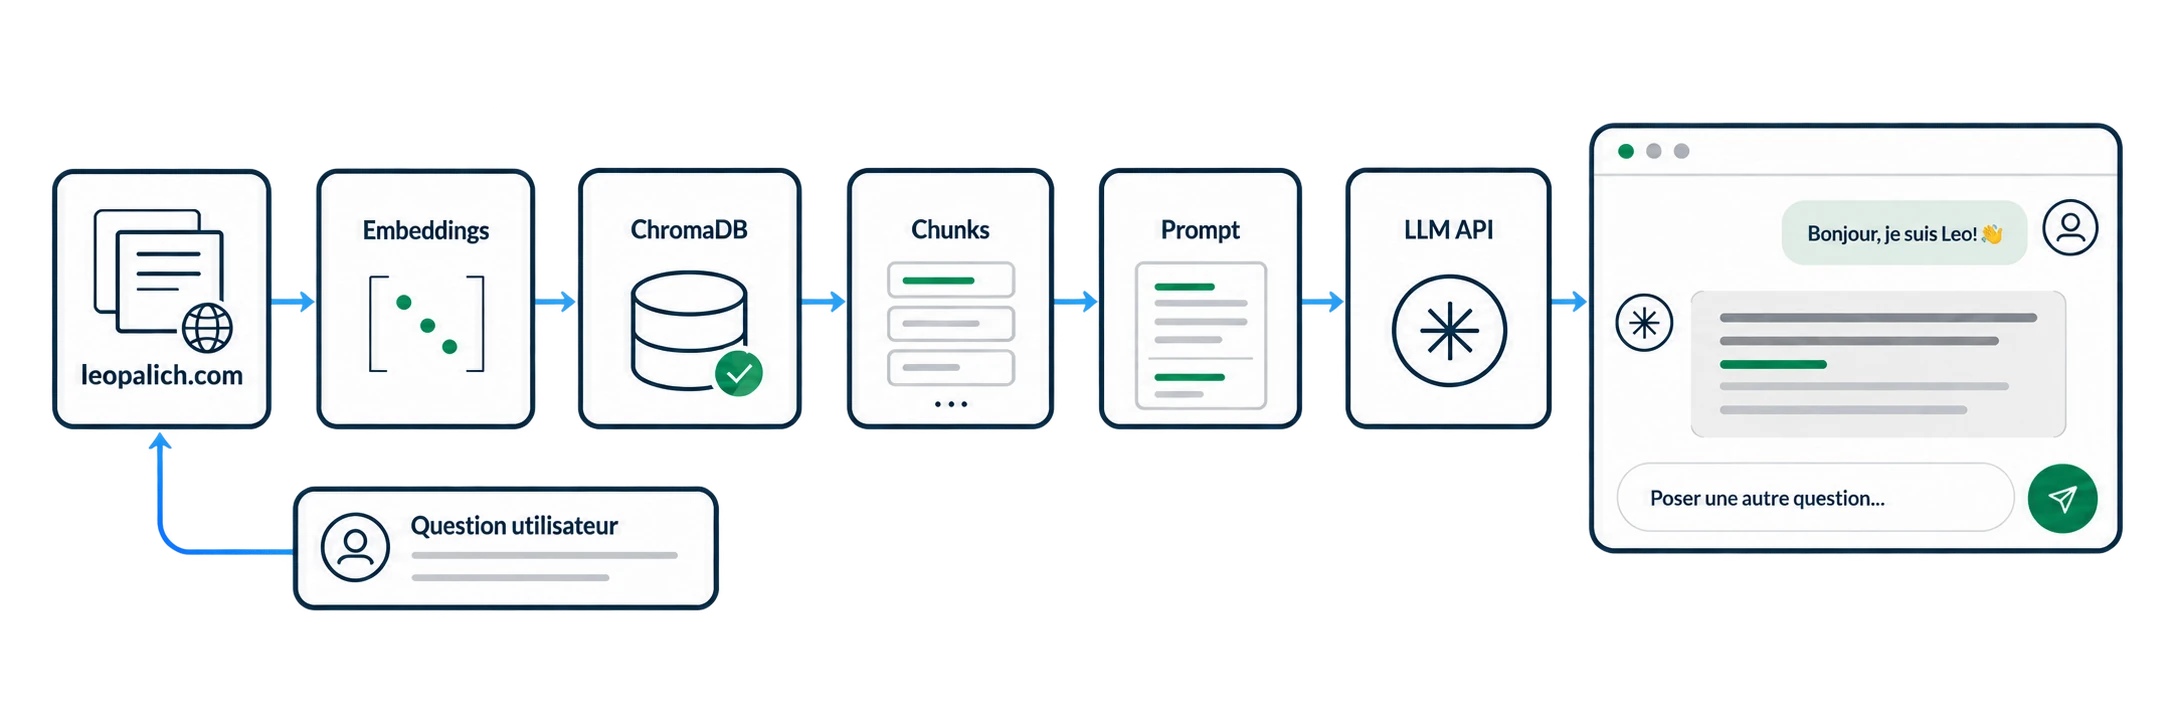 leopalich.com
Embeddings
ChromaDB
Chunks
Prompt
LLM API
Bonjour, je suis Leo! 👋
Poser une autre question...
Question utilisateur